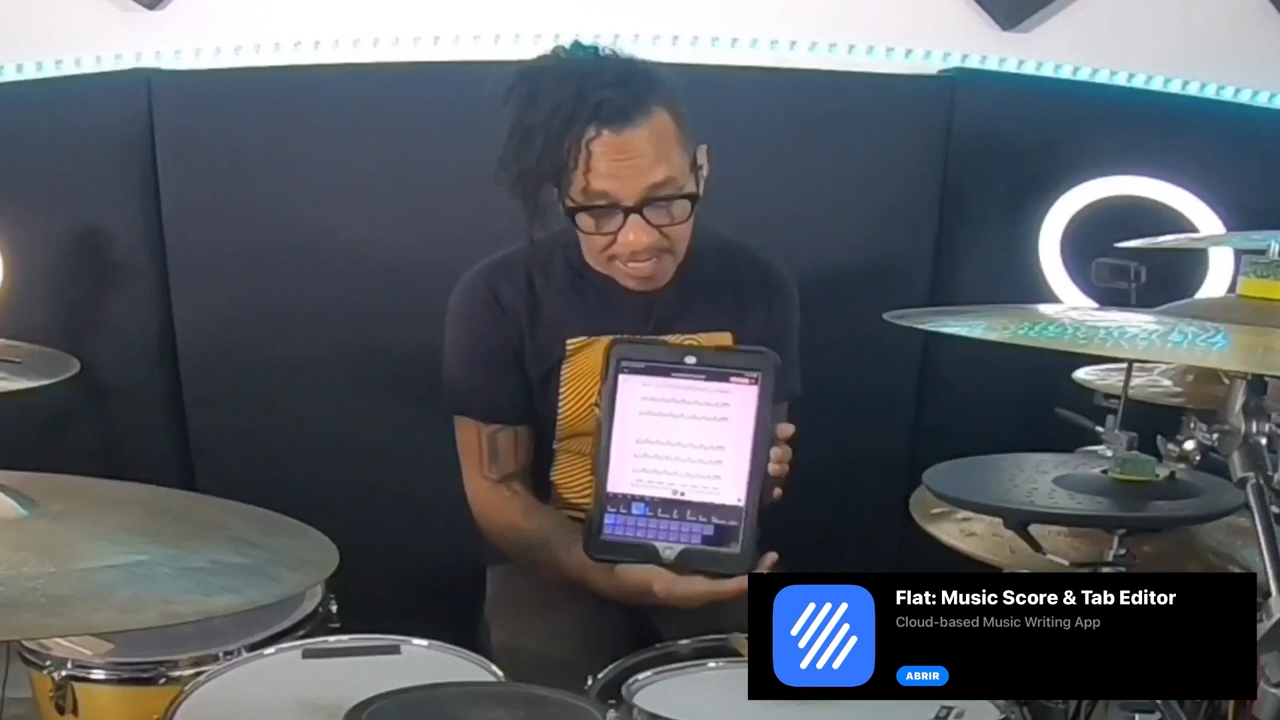 Flat: Music Score & Tab Editor
Cloud-based Music Writing App
ABRIR